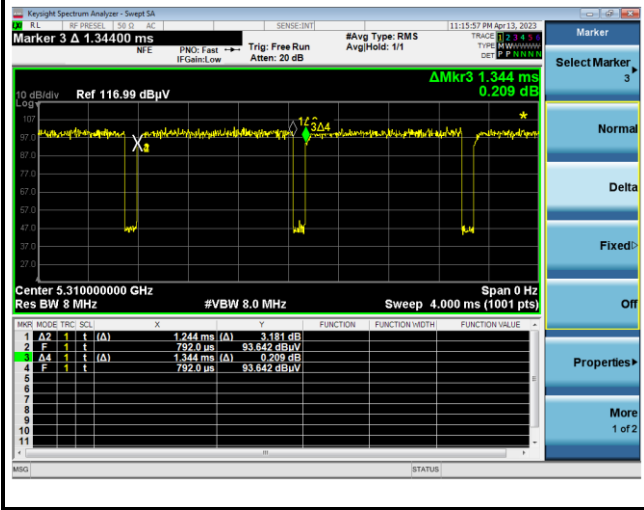 Keysight Spectrum Analyzer - Swept SA
RL RF PRESEL 50 Ω AC SENSE:INT 11:15:57 PM Apr 13, 2023
Marker 3 Δ 1.34400 ms
NFE
PNO: Fast
IFGain:Low
Trig: Free Run
Atten: 20 dB
#Avg Type: RMS
Avg|Hold: 1/1
TRACE 1 2 3 4 5 6
TYPE MWWWWW
DET P P N N N N
ΔMkr3 1.344 ms
0.209 dB
10 dB/div Ref 116.99 dBµV
Log
107
97.0
87.0
77.0
67.0
57.0
47.0
37.0
27.0
3Δ4
Center 5.310000000 GHz Span 0 Hz
Res BW 8 MHz #VBW 8.0 MHz Sweep 4.000 ms (1001 pts)
MKR MODE TRC SCL X Y FUNCTION FUNCTION WIDTH FUNCTION VALUE
1 Δ2 1 t (Δ) 1.244 ms (Δ) 3.181 dB
2 F 1 t 792.0 µs 93.642 dBµV
3 Δ4 1 t (Δ) 1.344 ms (Δ) 0.209 dB
4 F 1 t 792.0 µs 93.642 dBµV
5
6
7
8
9
10
11
MSG STATUS
Marker
Select Marker
3
Normal
Delta
Fixed
Off
Properties
More
1 of 2